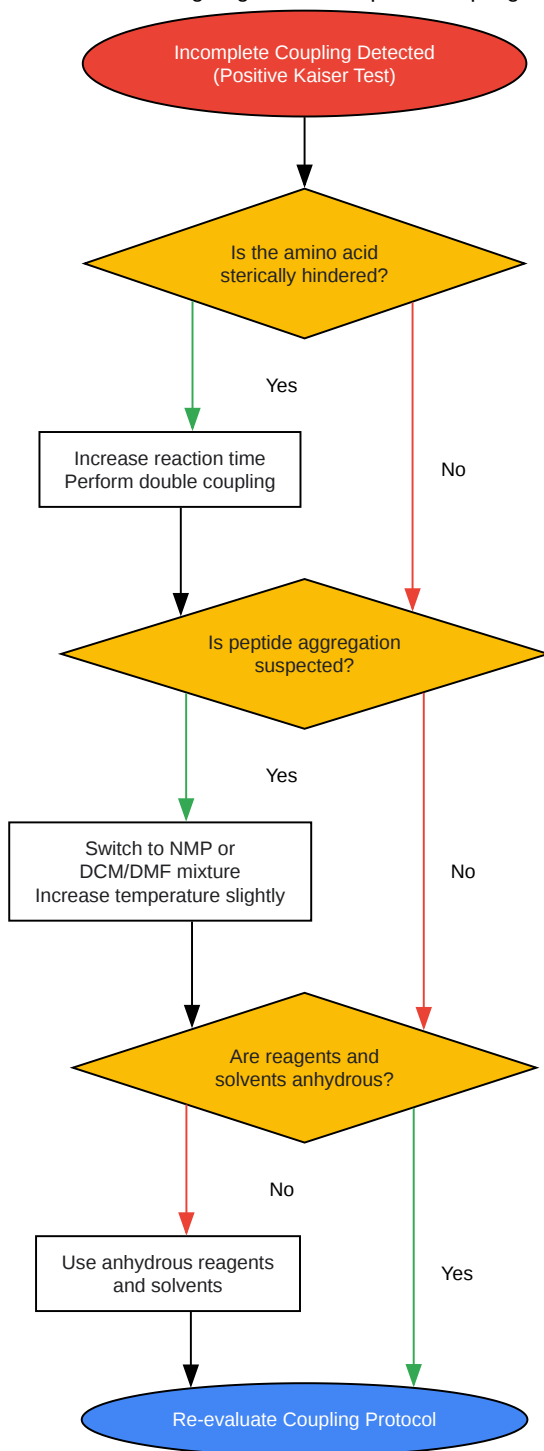 Incomplete Coupling Detected
(Positive Kaiser Test)
Is the amino acid
sterically hindered?
Yes
Increase reaction time
Perform double coupling
No
Is peptide aggregation
suspected?
Yes
Switch to NMP or
DCM/DMF mixture
Increase temperature slightly
No
Are reagents and
solvents anhydrous?
No
Use anhydrous reagents
and solvents
Yes
Re-evaluate Coupling Protocol